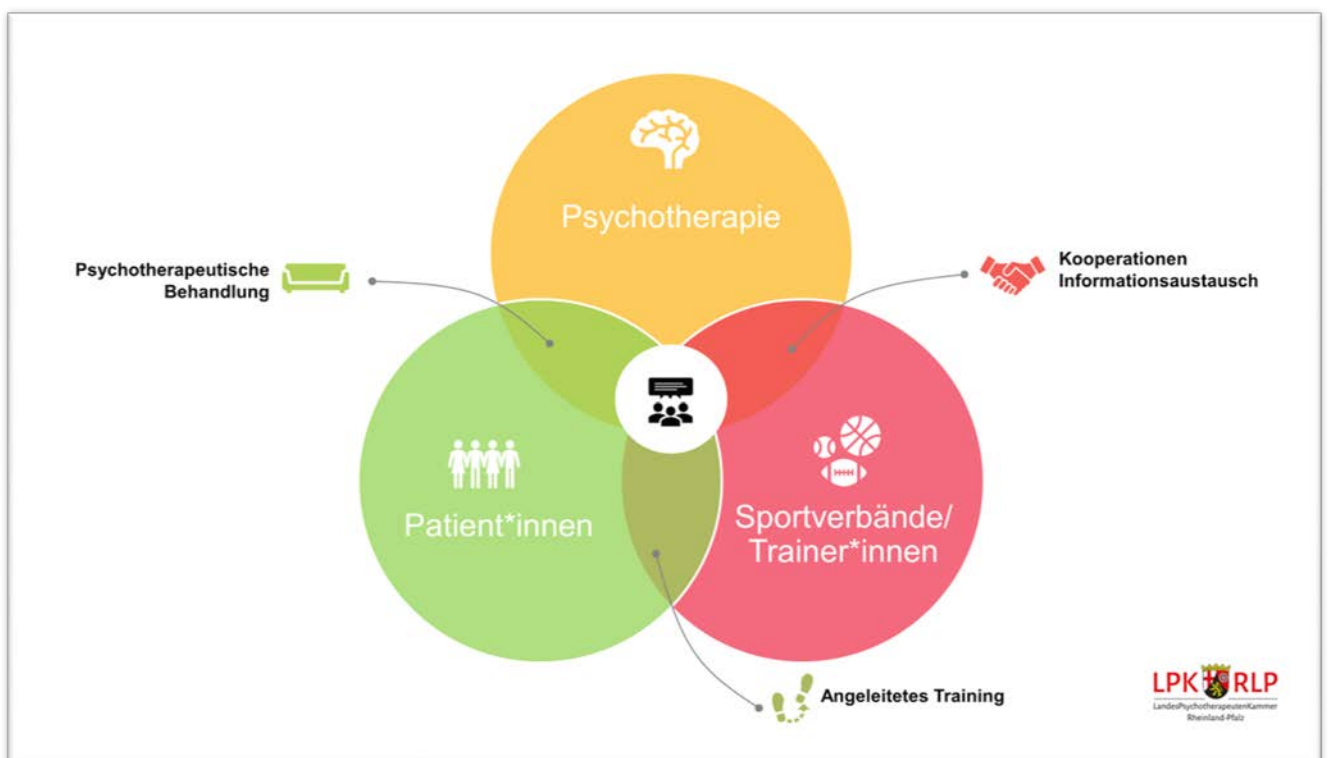 Psychotherapie
Psychotherapeutische
Behandlung
Kooperationen
Informationsaustausch
Patient*innen
Sportverbände/
Trainer*innen
Angeleitetes Training
LPK RLP
LandesPsychotherapeutenKammer
Rheinland-Pfalz